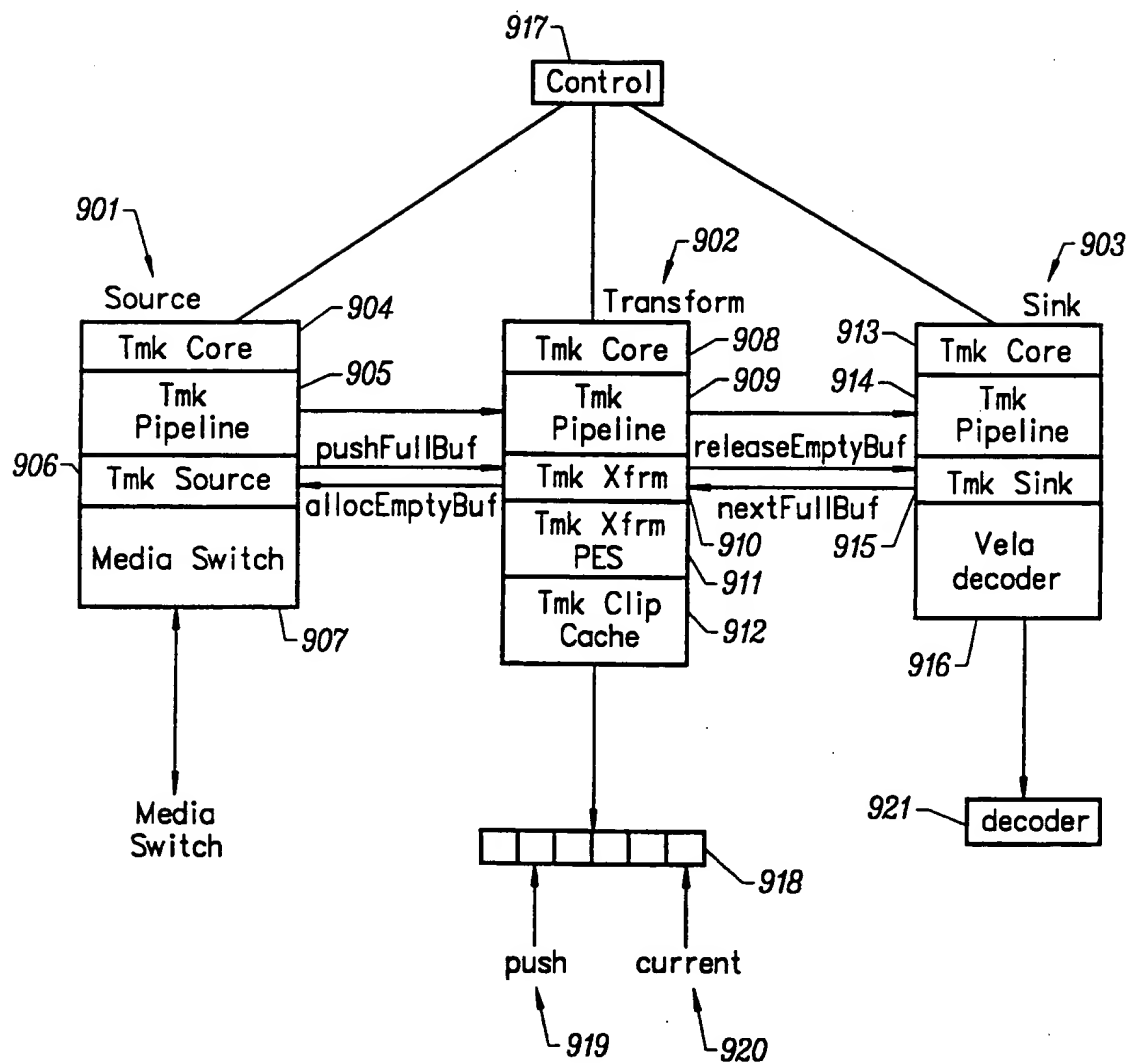 917
Control
901
902
903
Source
Transform
Sink
904
908
913
Tmk Core
Tmk Core
Tmk Core
905
909
914
Tmk
Pipeline
Tmk
Pipeline
Tmk
Pipeline
pushFullBuf
releaseEmptyBuf
906
Tmk Source
Tmk Xfrm
Tmk Sink
allocEmptyBuf
nextFullBuf
910
915
Media Switch
Tmk Xfrm
PES
Vela
decoder
911
907
Tmk Clip
Cache
912
916
Media
Switch
921
decoder
918
push
current
919
920